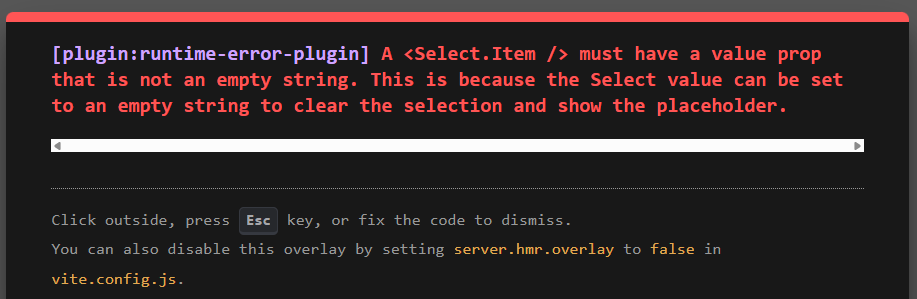 [plugin:runtime-error-plugin] A <Select.Item /> must have a value prop
that is not an empty string. This is because the Select value can be set
to an empty string to clear the selection and show the placeholder.
Click outside, press Esc key, or fix the code to dismiss.
You can also disable this overlay by setting server.hmr.overlay to false in
vite.config.js.